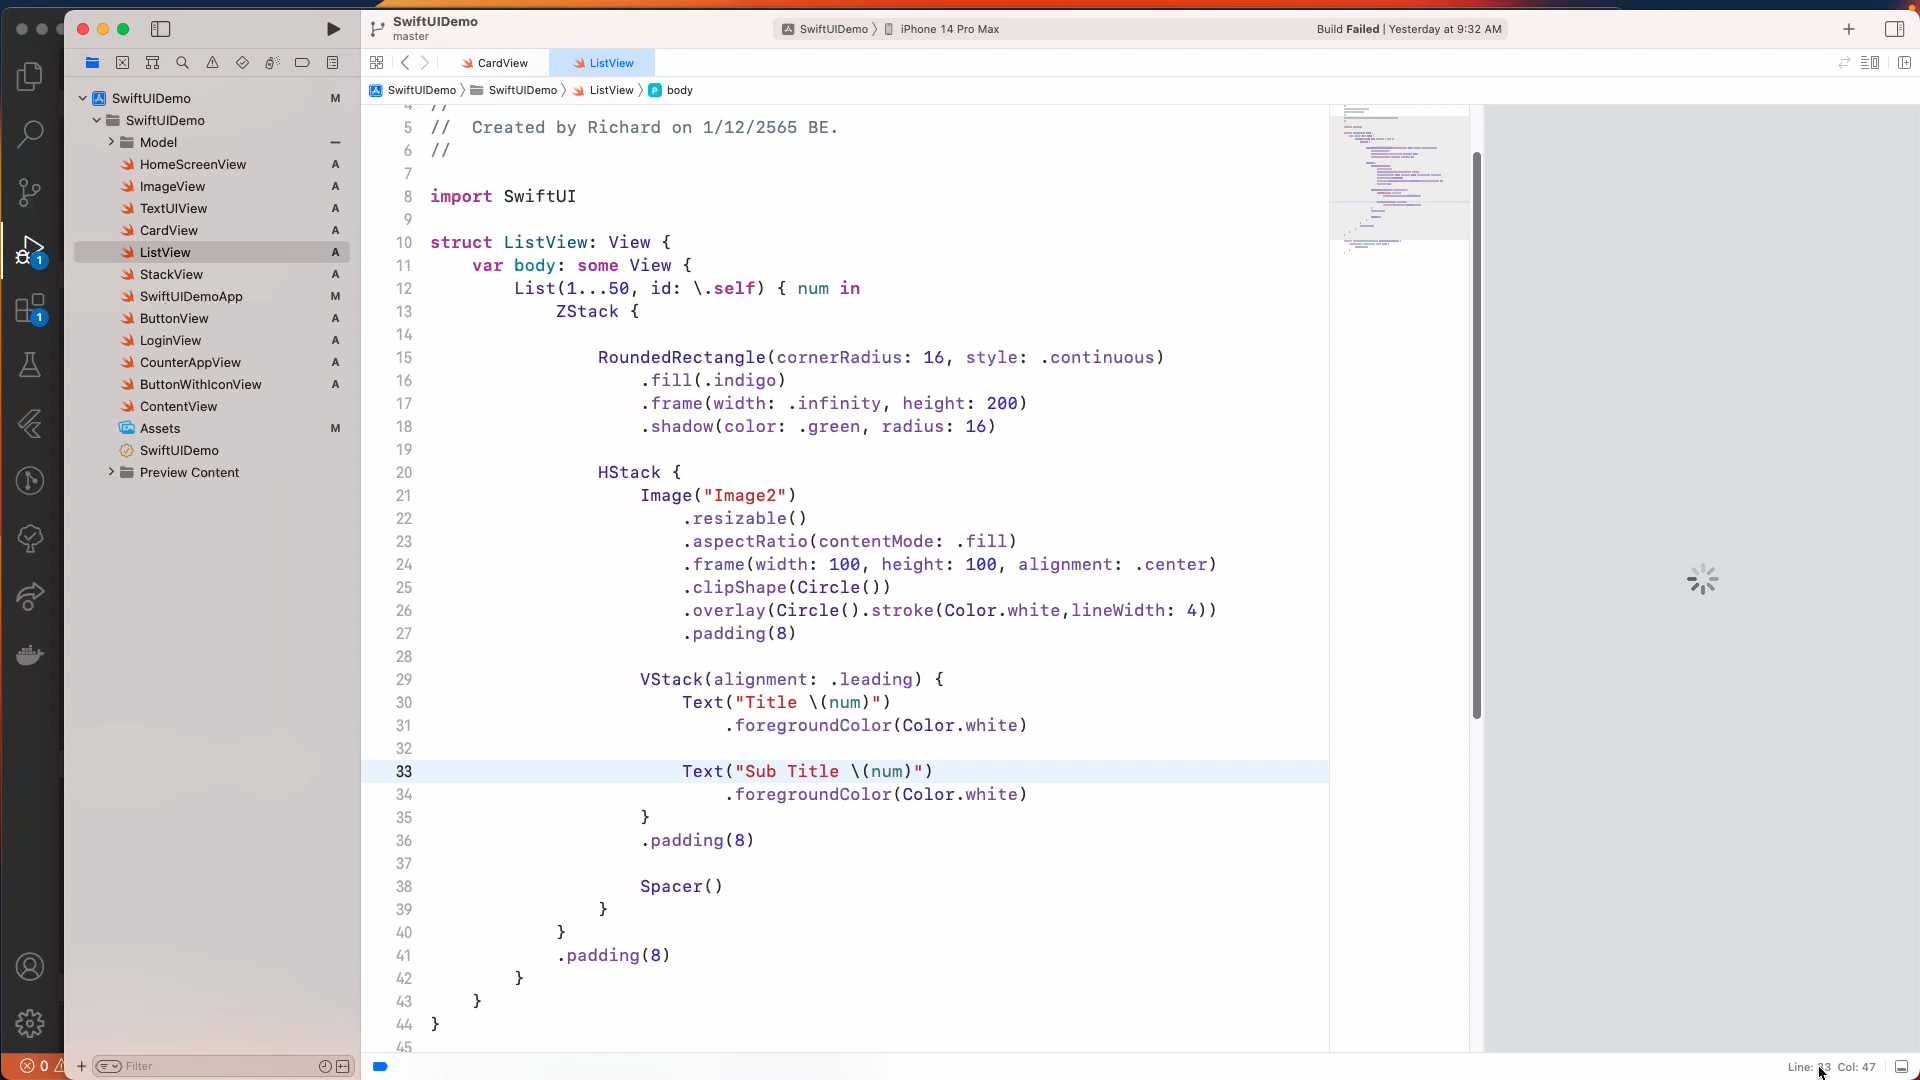 SwiftUIDemo
master
SwiftUIDemo
iPhone 14 Pro Max
Build Failed | Yesterday at 9:32 AM
CardView
ListView
SwiftUIDemo
SwiftUIDemo
ListView
body
SwiftUIDemo M
SwiftUIDemo
Model
HomeScreenView A
ImageView A
TextUIView A
CardView A
ListView A
StackView A
SwiftUIDemoApp M
ButtonView A
LoginView A
CounterAppView A
ButtonWithIconView A
ContentView
Assets M
SwiftUIDemo
Preview Content
1
1
0
Filter
4 //
5 //  Created by Richard on 1/12/2565 BE.
6 //
7
8 import SwiftUI
9
10 struct ListView: View {
11     var body: some View {
12         List(1...50, id: \.self) { num in
13             ZStack {
14
15                 RoundedRectangle(cornerRadius: 16, style: .continuous)
16                     .fill(.indigo)
17                     .frame(width: .infinity, height: 200)
18                     .shadow(color: .green, radius: 16)
19
20                 HStack {
21                     Image("Image2")
22                         .resizable()
23                         .aspectRatio(contentMode: .fill)
24                         .frame(width: 100, height: 100, alignment: .center)
25                         .clipShape(Circle())
26                         .overlay(Circle().stroke(Color.white,lineWidth: 4))
27                         .padding(8)
28
29                     VStack(alignment: .leading) {
30                         Text("Title \(num)")
31                             .foregroundColor(Color.white)
32
33                         Text("Sub Title \(num)")
34                             .foregroundColor(Color.white)
35                     }
36                     .padding(8)
37
38                     Spacer()
39                 }
40             }
41             .padding(8)
42         }
43     }
44 }
45
Line: 33 Col: 47